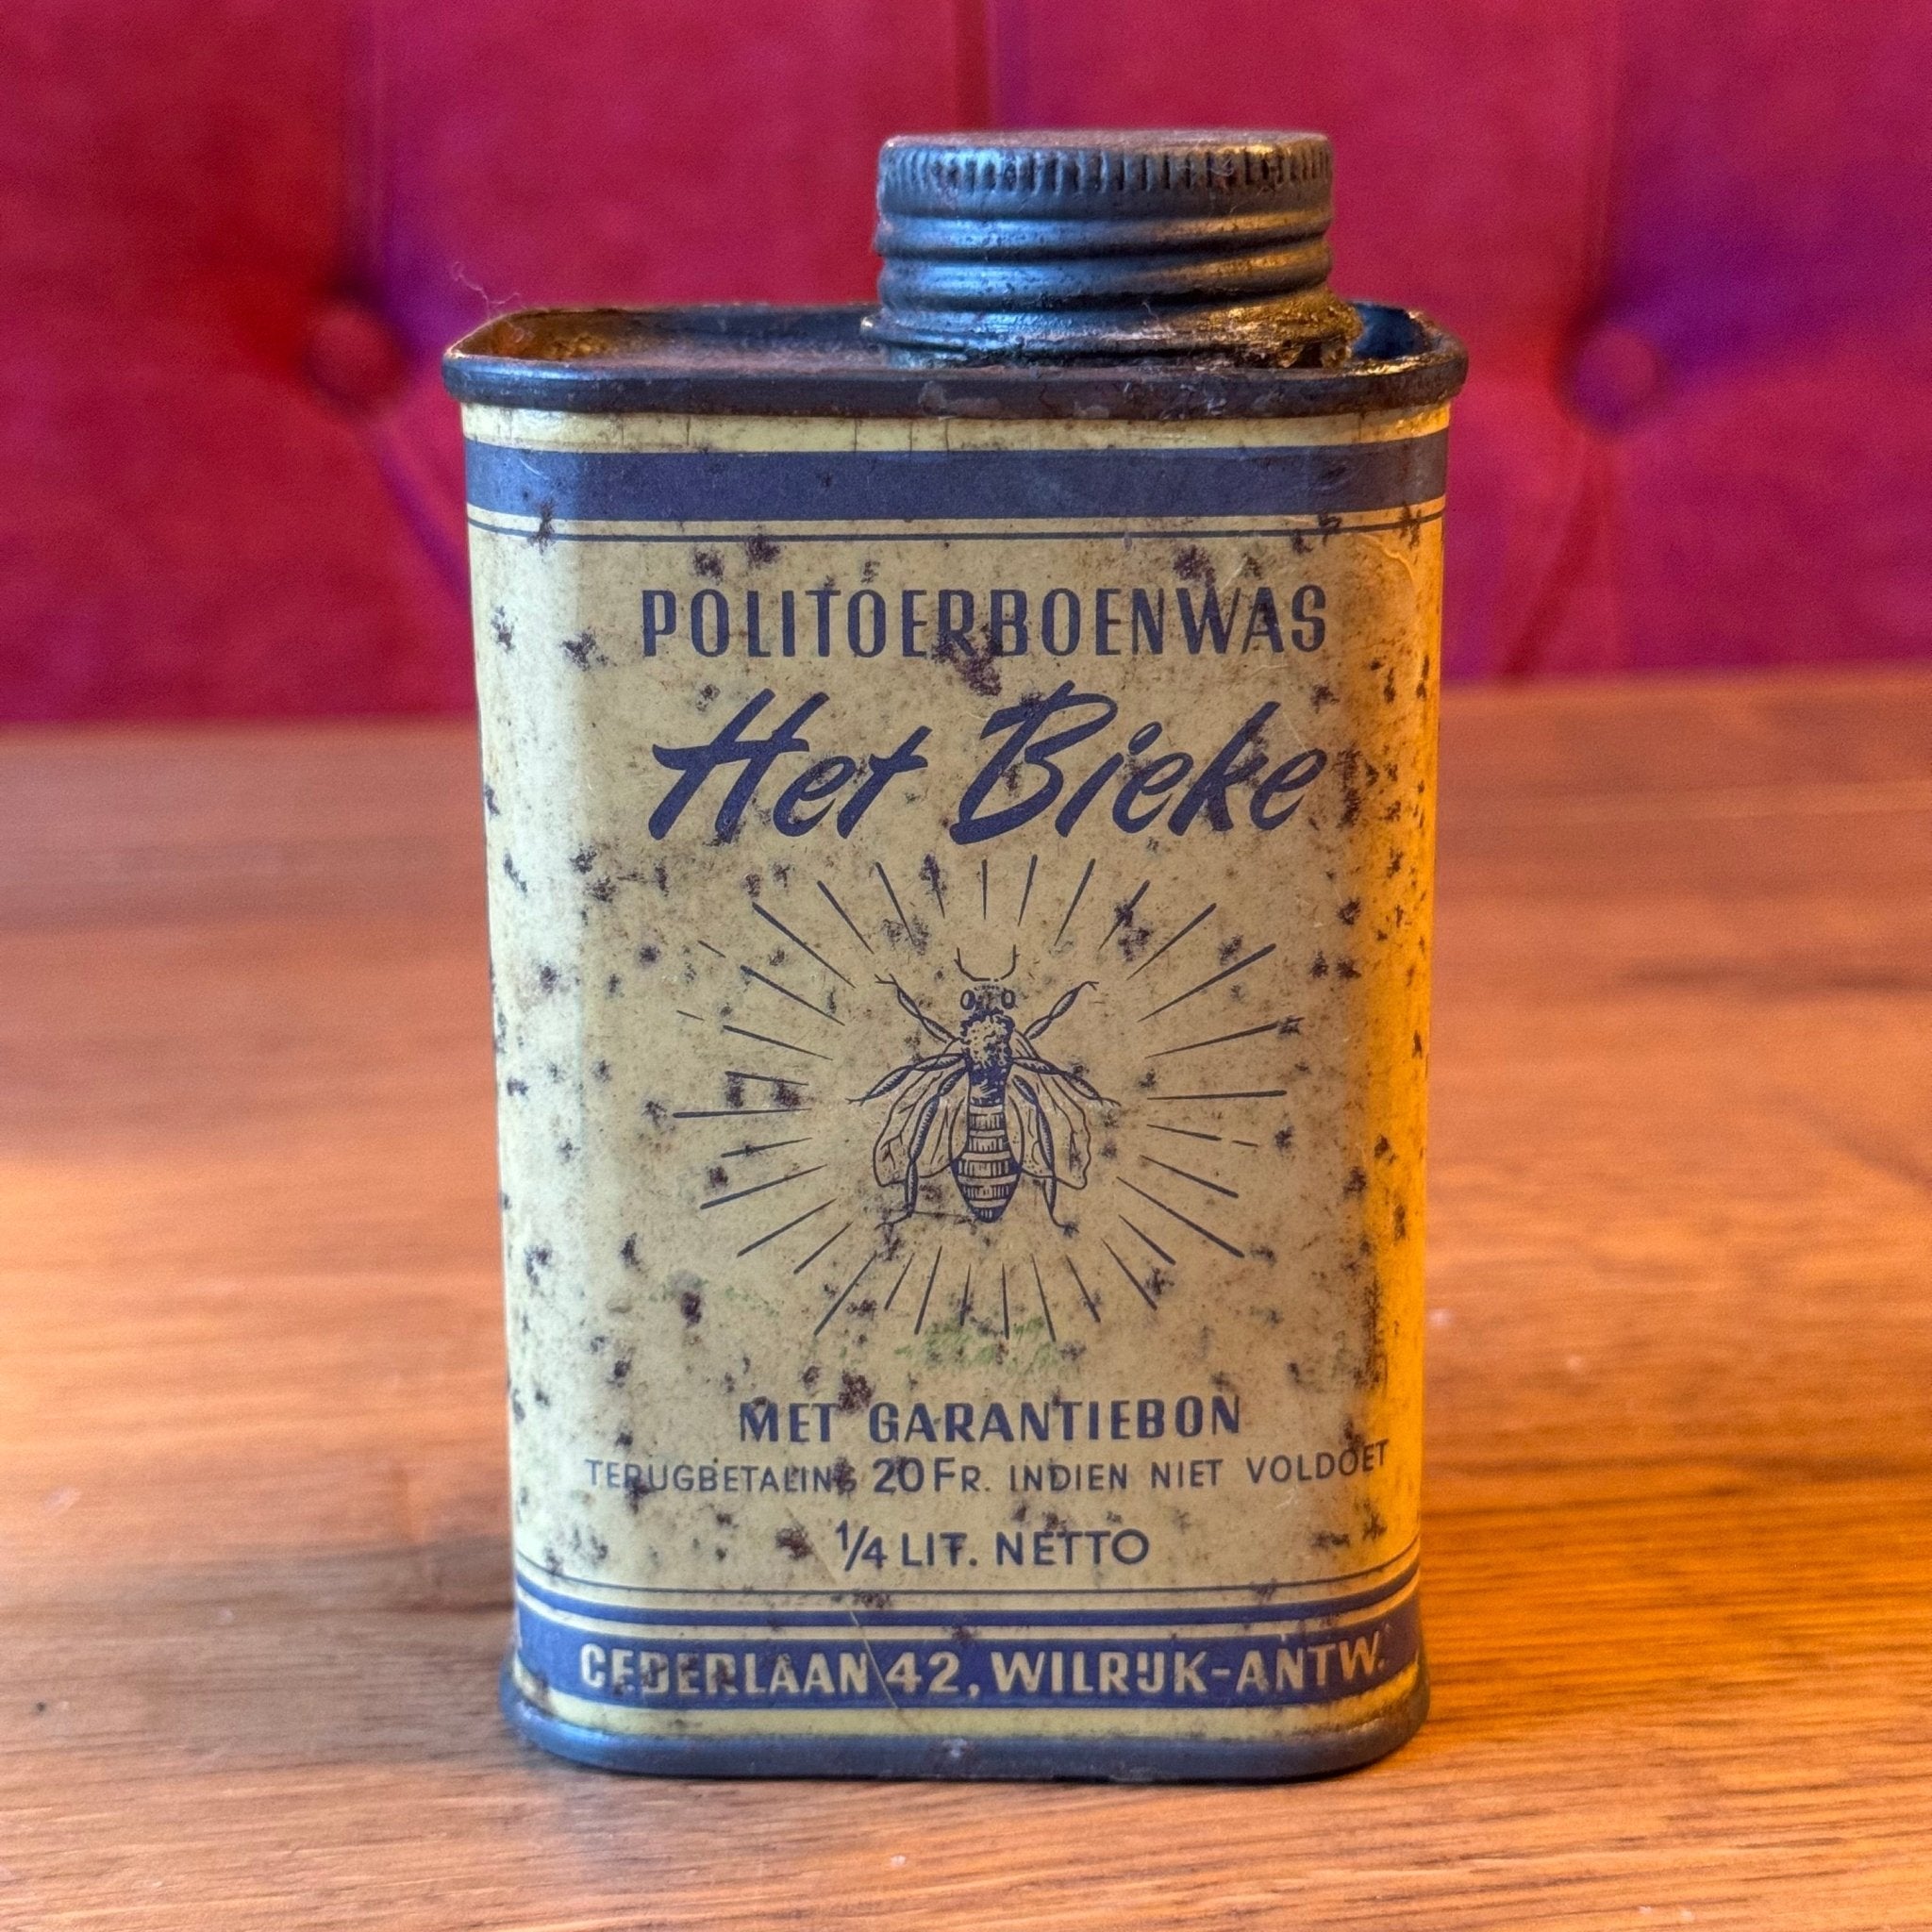 POLITOERBOENWAS
Het Bieke
MET GARANTIEBON
TERUGBETALING 20 FR. INDIEN NIET VOLDOET
1/4 LIT. NETTO
CEDERLAAN 42, WILRIJK-ANTW.